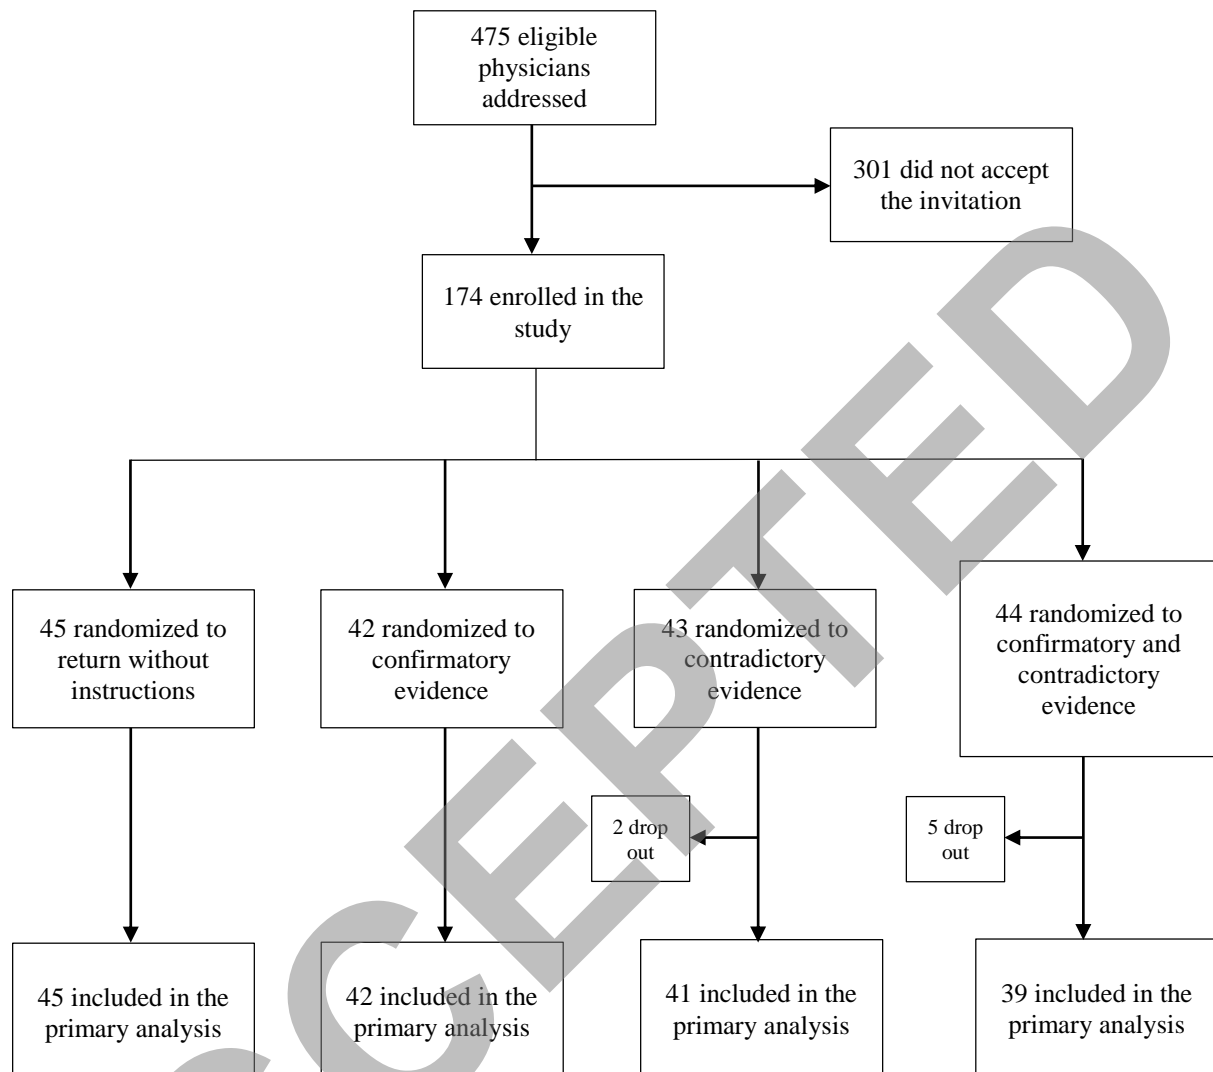 475 eligible
physicians
addressed
301 did not accept
the invitation
174 enrolled in the
study
45 randomized to
return without
instructions
42 randomized to
confirmatory
evidence
43 randomized to
contradictory
evidence
44 randomized to
confirmatory and
contradictory
evidence
2 drop
out
5 drop
out
45 included in the
primary analysis
42 included in the
primary analysis
41 included in the
primary analysis
39 included in the
primary analysis
CCEPTED